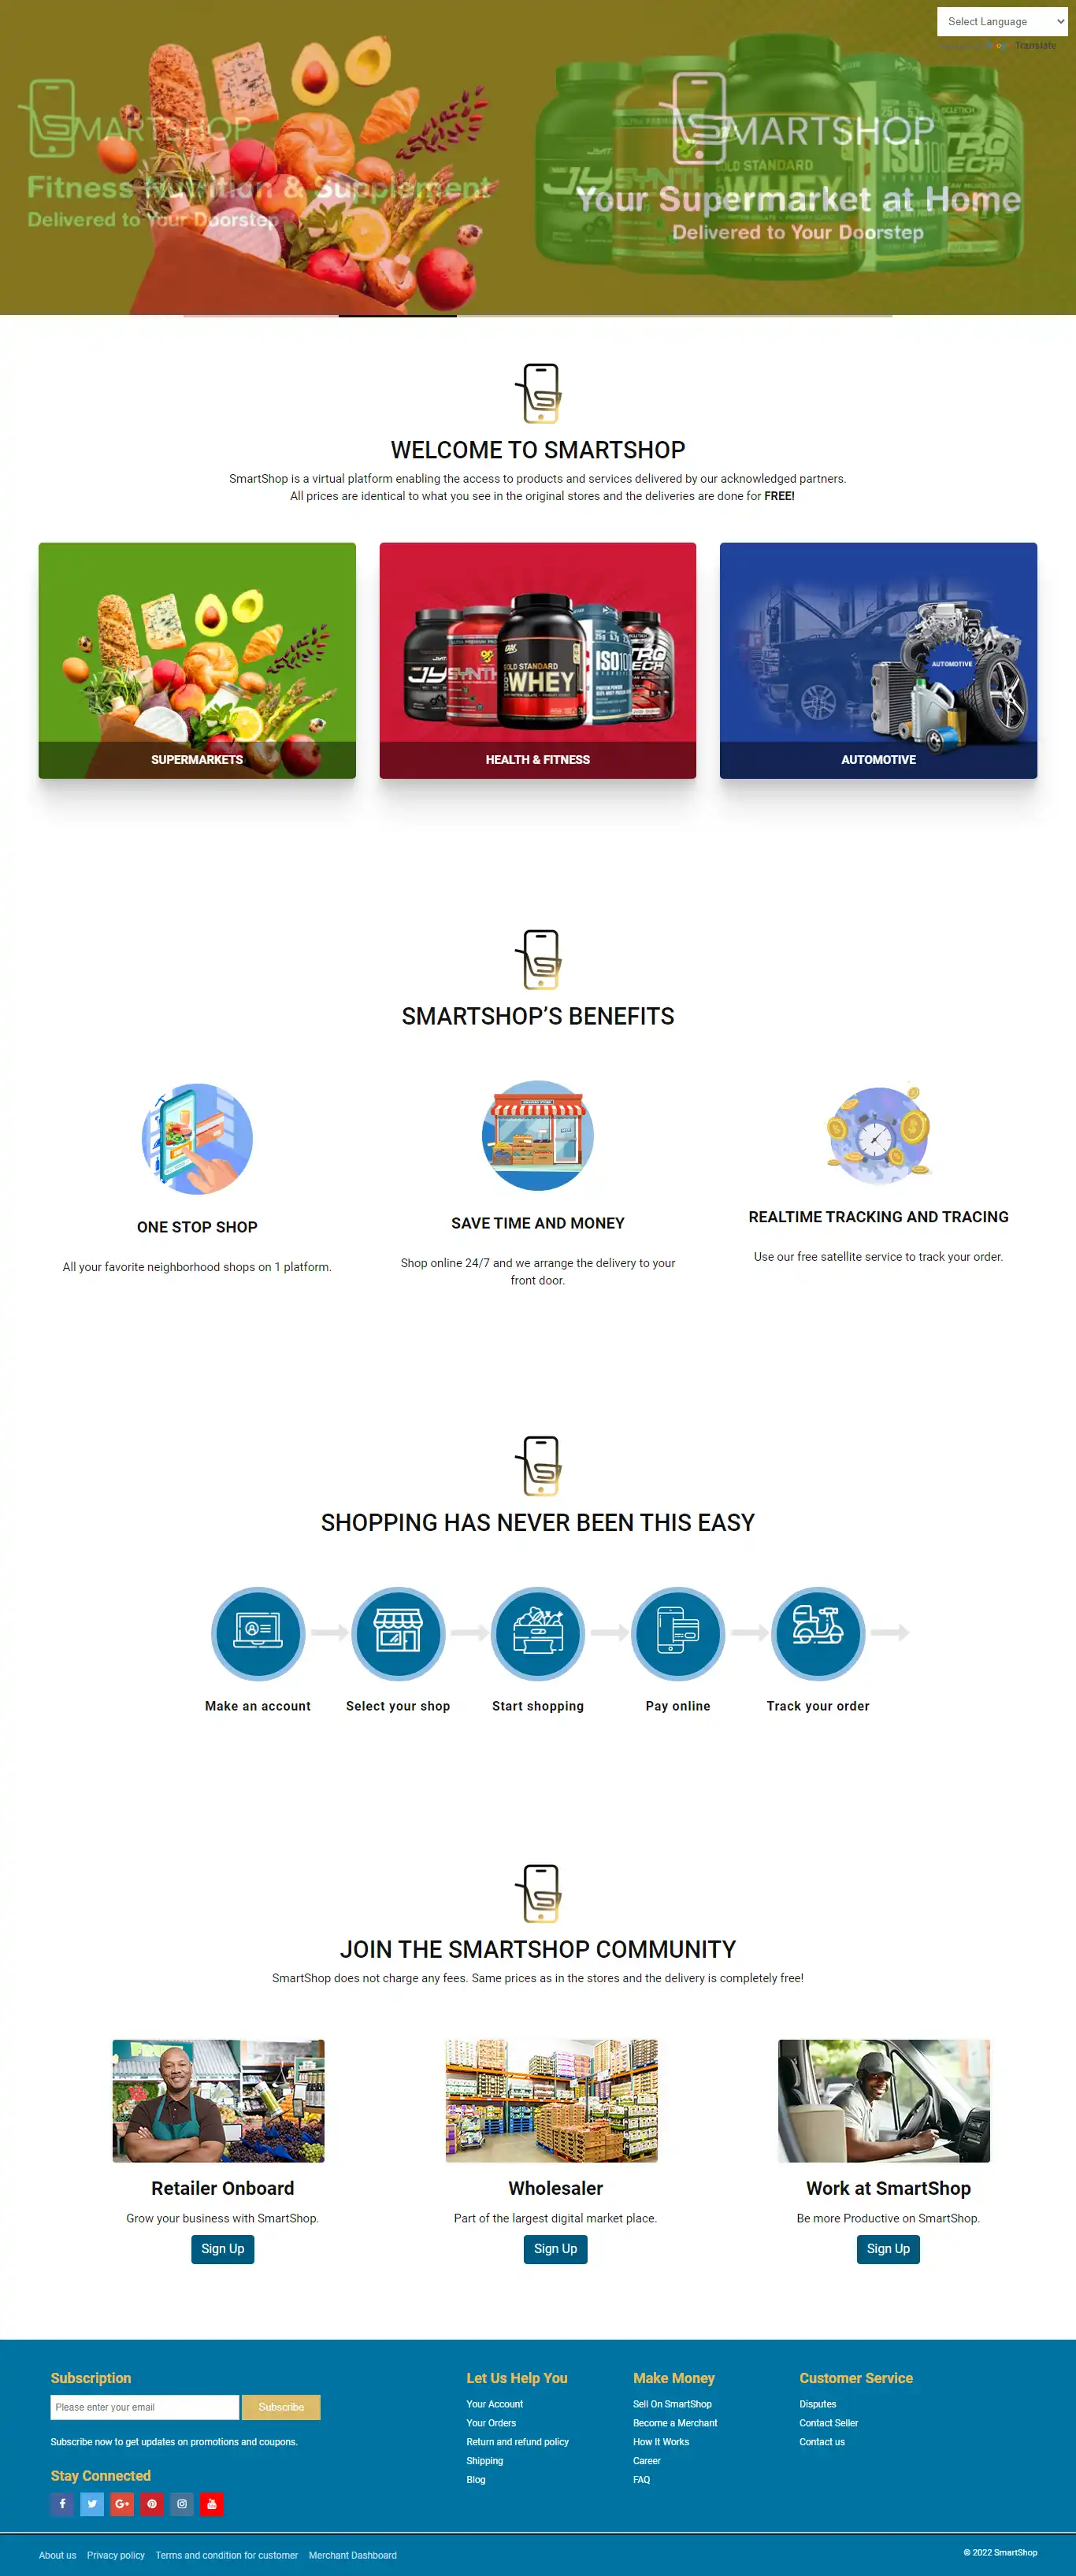 Select Language
Translate
SMARTSHOP
Fitness Nutrition & Supplement
Delivered to Your Doorstep
SMARTSHOP
Your Supermarket at Home
Delivered to Your Doorstep
WELCOME TO SMARTSHOP
SmartShop is a virtual platform enabling the access to products and services delivered by our acknowledged partners.
All prices are identical to what you see in the original stores and the deliveries are done for FREE!
GOLD STANDARD
WHEY
ISO100
AUTOMOTIVE
SUPERMARKETS
HEALTH & FITNESS
AUTOMOTIVE
SMARTSHOP'S BENEFITS
ONE STOP SHOP
All your favorite neighborhood shops on 1 platform.
SAVE TIME AND MONEY
Shop online 24/7 and we arrange the delivery to your
front door.
REALTIME TRACKING AND TRACING
Use our free satellite service to track your order.
SHOPPING HAS NEVER BEEN THIS EASY
Make an account
Select your shop
Start shopping
Pay online
Track your order
JOIN THE SMARTSHOP COMMUNITY
SmartShop does not charge any fees. Same prices as in the stores and the delivery is completely free!
Retailer Onboard
Grow your business with SmartShop.
Sign Up
Wholesaler
Part of the largest digital market place.
Sign Up
Work at SmartShop
Be more Productive on SmartShop.
Sign Up
Subscription
Please enter your email
Subscribe
Subscribe now to get updates on promotions and coupons.
Stay Connected
Let Us Help You
Your Account
Your Orders
Return and refund policy
Shipping
Blog
Make Money
Sell On SmartShop
Become a Merchant
How It Works
Career
FAQ
Customer Service
Disputes
Contact Seller
Contact us
About us
Privacy policy
Terms and condition for customer
Merchant Dashboard
© 2022 SmartShop